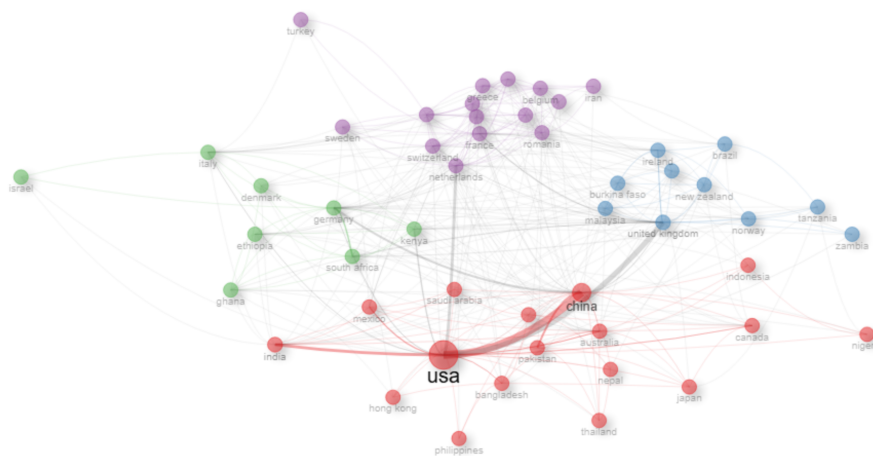 turkey
greece
belgium
iran
sweden
france
romania
switzerland
italy
netherlands
ireland
brazil
israel
denmark
burkina faso
new zealand
germany
malaysia
tanzania
kenya
united kingdom
norway
ethiopia
zambia
south africa
indonesia
ghana
saudi arabia
china
mexico
india
pakistan
australia
canada
niger
usa
nepal
bangladesh
japan
hong kong
thailand
philippines